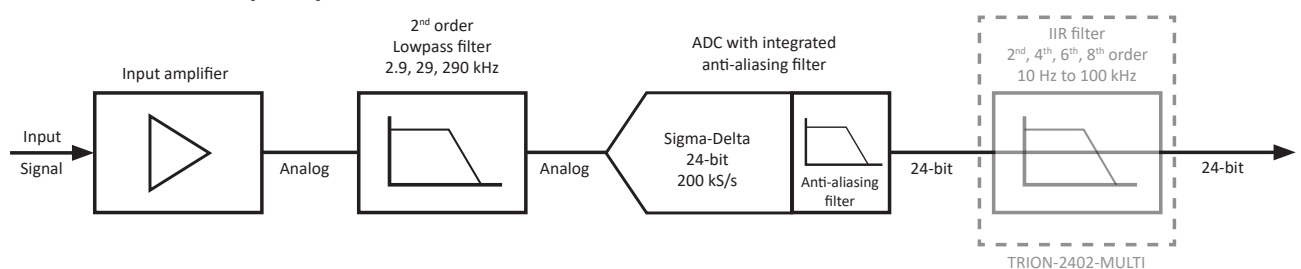 2nd order
Lowpass filter
2.9, 29, 290 kHz
Input amplifier
ADC with integrated
anti-aliasing filter
IIR filter
2nd, 4th, 6th, 8th order
10 Hz to 100 kHz
Input
Signal
Analog
Analog
Sigma-Delta
24-bit
200 kS/s
Anti-aliasing
filter
24-bit
24-bit
TRION-2402-MULTI